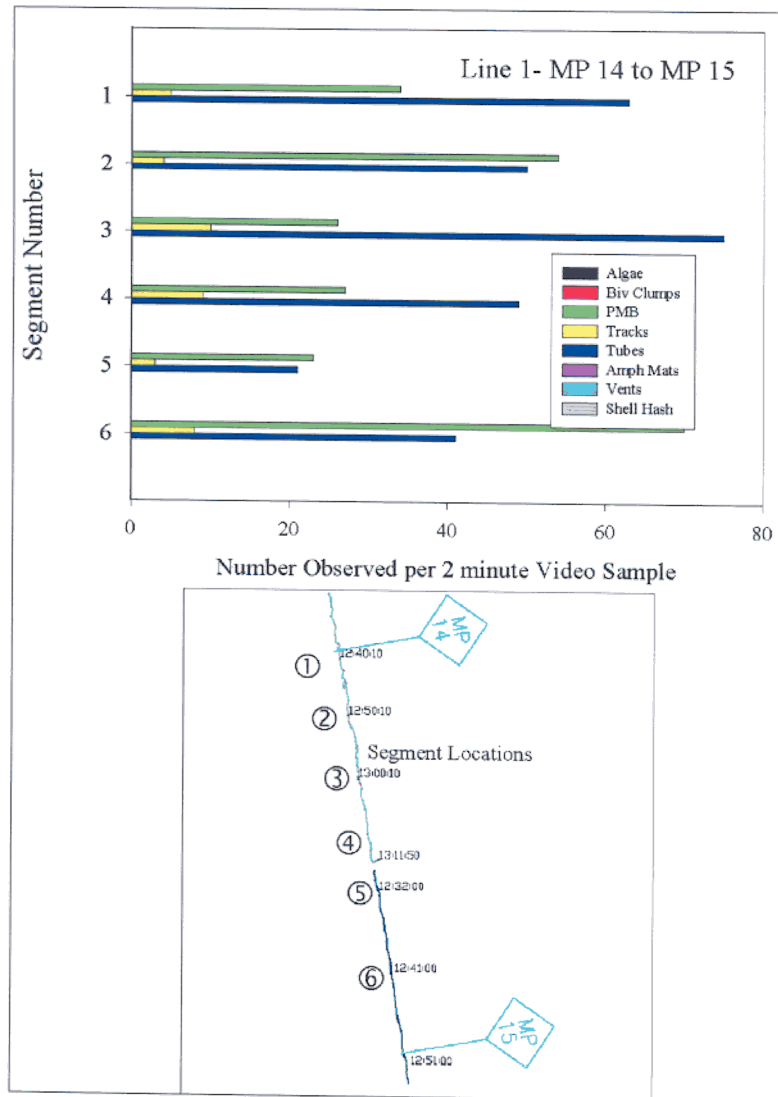 Line 1- MP 14 to MP 15
Segment Number
1
2
3
4
5
6
Algae
Biv Clumps
PMB
Tracks
Tubes
Amph Mats
Vents
Shell Hash
0 20 40 60 80
Number Observed per 2 minute Video Sample
MP
14
12:40:10
①
12:50:10
②
Segment Locations
13:00:10
③
④
13:11:50
12:32:00
⑤
12:41:00
⑥
MP
15
12:51:00